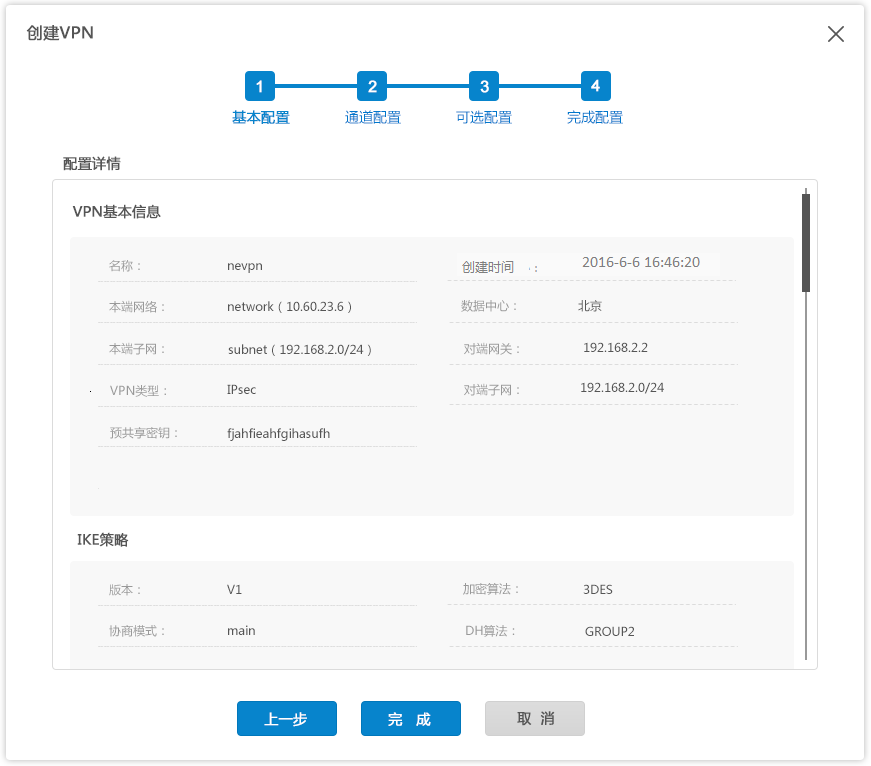 创建VPN
1 2 3 4
基本配置 通道配置 可选配置 完成配置
配置详情
VPN基本信息
名称： nevpn 创建时间 ： 2016-6-6 16:46:20
本端网络： network（10.60.23.6） 数据中心： 北京
本端子网： subnet（192.168.2.0/24） 对端网关： 192.168.2.2
VPN类型： IPsec 对端子网： 192.168.2.0/24
预共享密钥： fjahfieahfgihasufh
IKE策略
版本： V1 加密算法： 3DES
协商模式： main DH算法： GROUP2
上一步 完 成 取 消